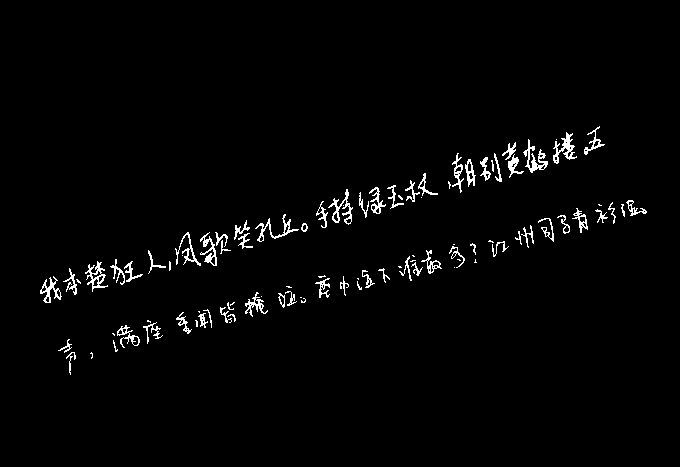 我本楚狂人,凤歌笑孔丘。手持绿玉杖,朝别黄鹤楼。五
声,满座重闻皆掩泣。座中泣下谁最多?江州司马青衫湿。